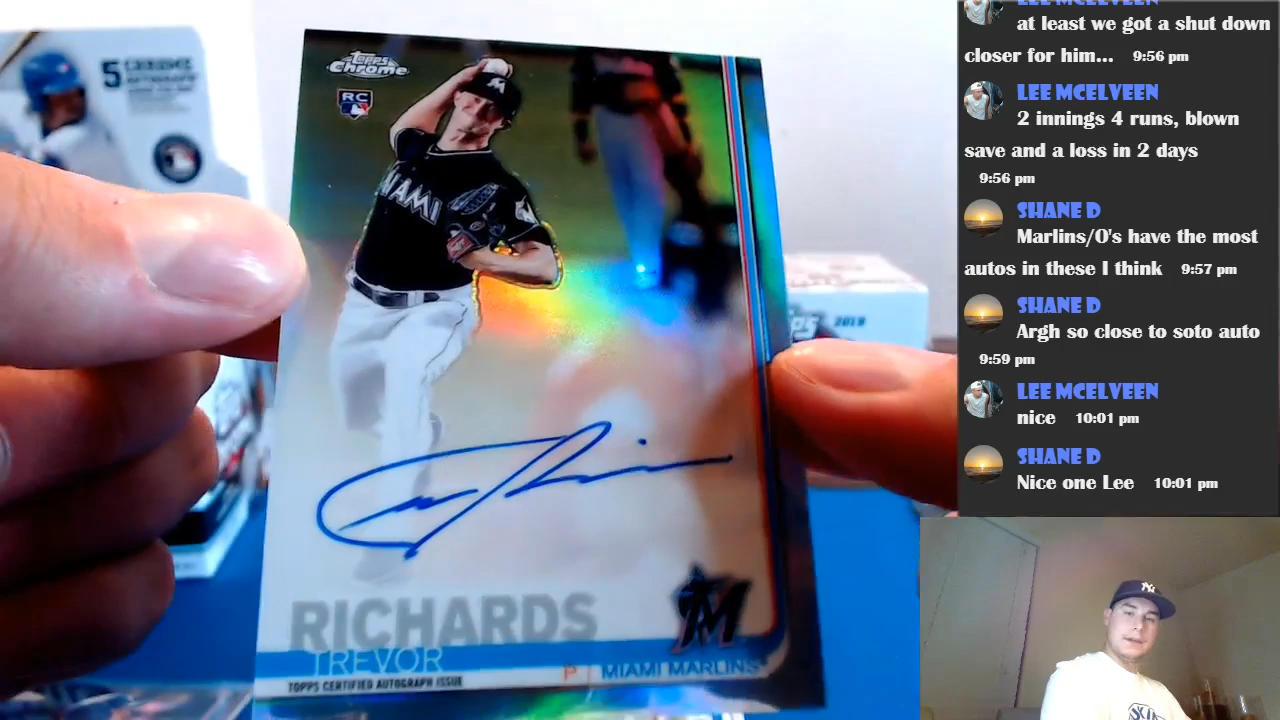 5 CHROME
AUTOGRAPH
Topps
Chrome
RC
MIAMI
RICHARDS
TREVOR
TOPPS CERTIFIED AUTOGRAPH ISSUE
P | MIAMI MARLINS
M
2019
LEE MCELVEEN
at least we got a shut down
closer for him... 9:56 pm
LEE MCELVEEN
2 innings 4 runs, blown
save and a loss in 2 days
9:56 pm
SHANE D
Marlins/O's have the most
autos in these I think 9:57 pm
SHANE D
Argh so close to soto auto
9:59 pm
LEE MCELVEEN
nice 10:01 pm
SHANE D
Nice one Lee 10:01 pm
NY